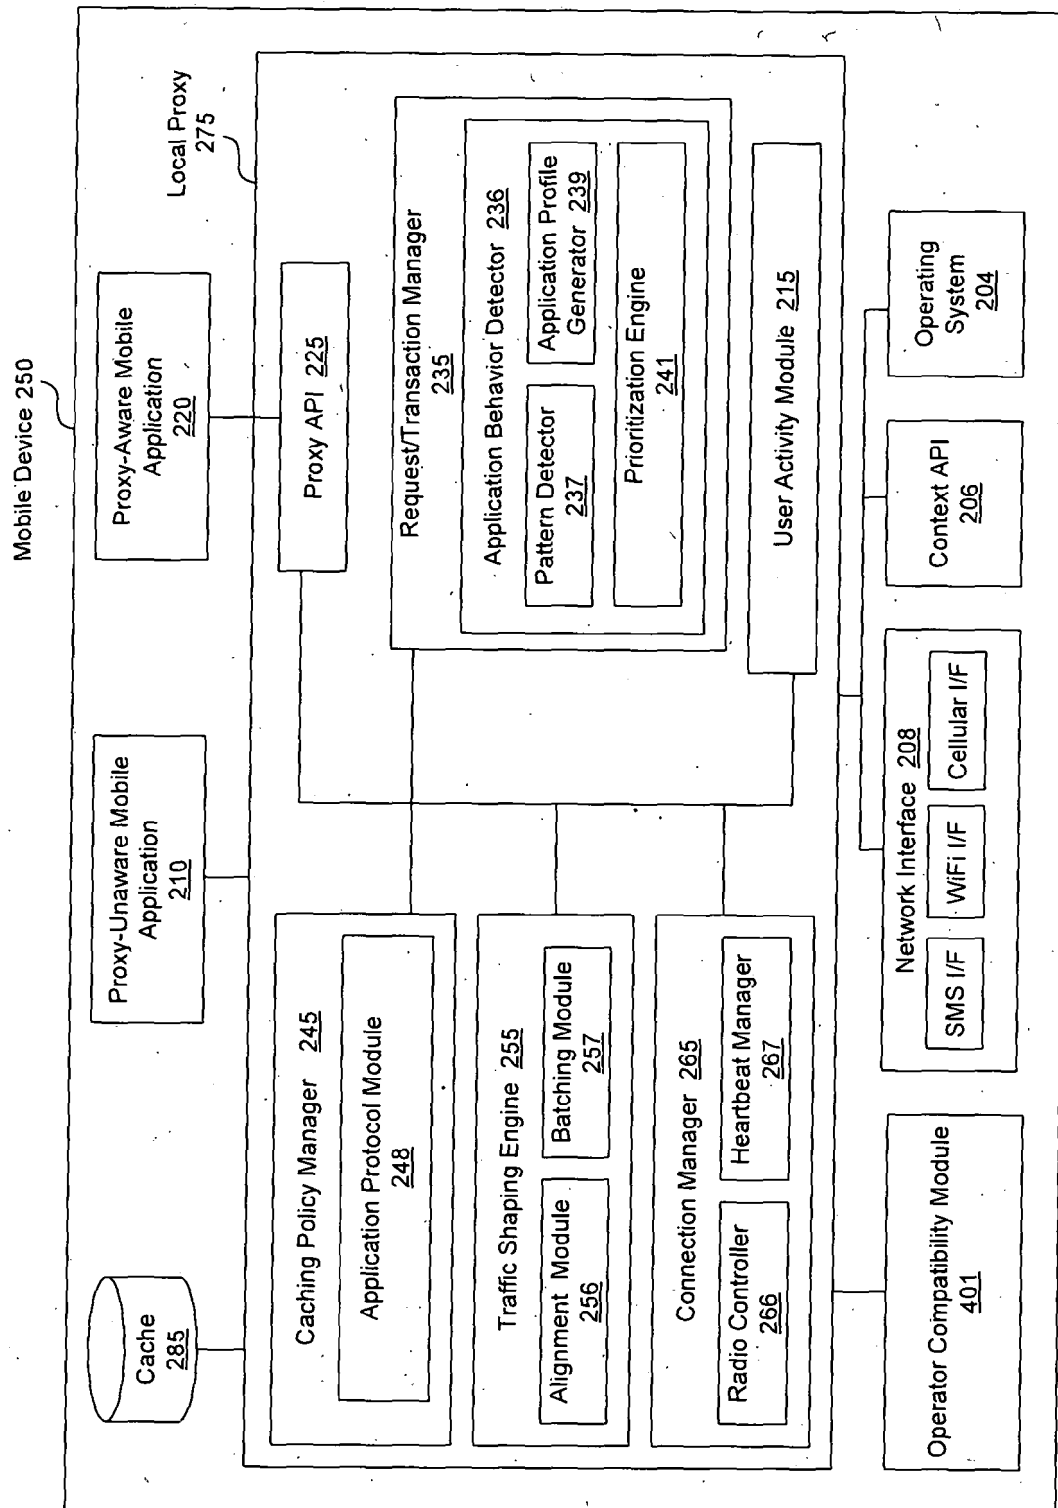 Mobile Device 250
Cache
285
Proxy-Unaware Mobile
Application
210
Proxy-Aware Mobile
Application
220
Local Proxy
275
Caching Policy Manager 245
Application Protocol Module
248
Traffic Shaping Engine 255
Alignment Module
256
Batching Module
257
Connection Manager 265
Radio Controller
266
Heartbeat Manager
267
Proxy API 225
Request/Transaction Manager
235
Application Behavior Detector 236
Pattern Detector
237
Application Profile
Generator 239
Prioritization Engine
241
User Activity Module 215
Operator Compatibility Module
401
Network Interface 208
SMS I/F
WiFi I/F
Cellular I/F
Context API
206
Operating
System
204